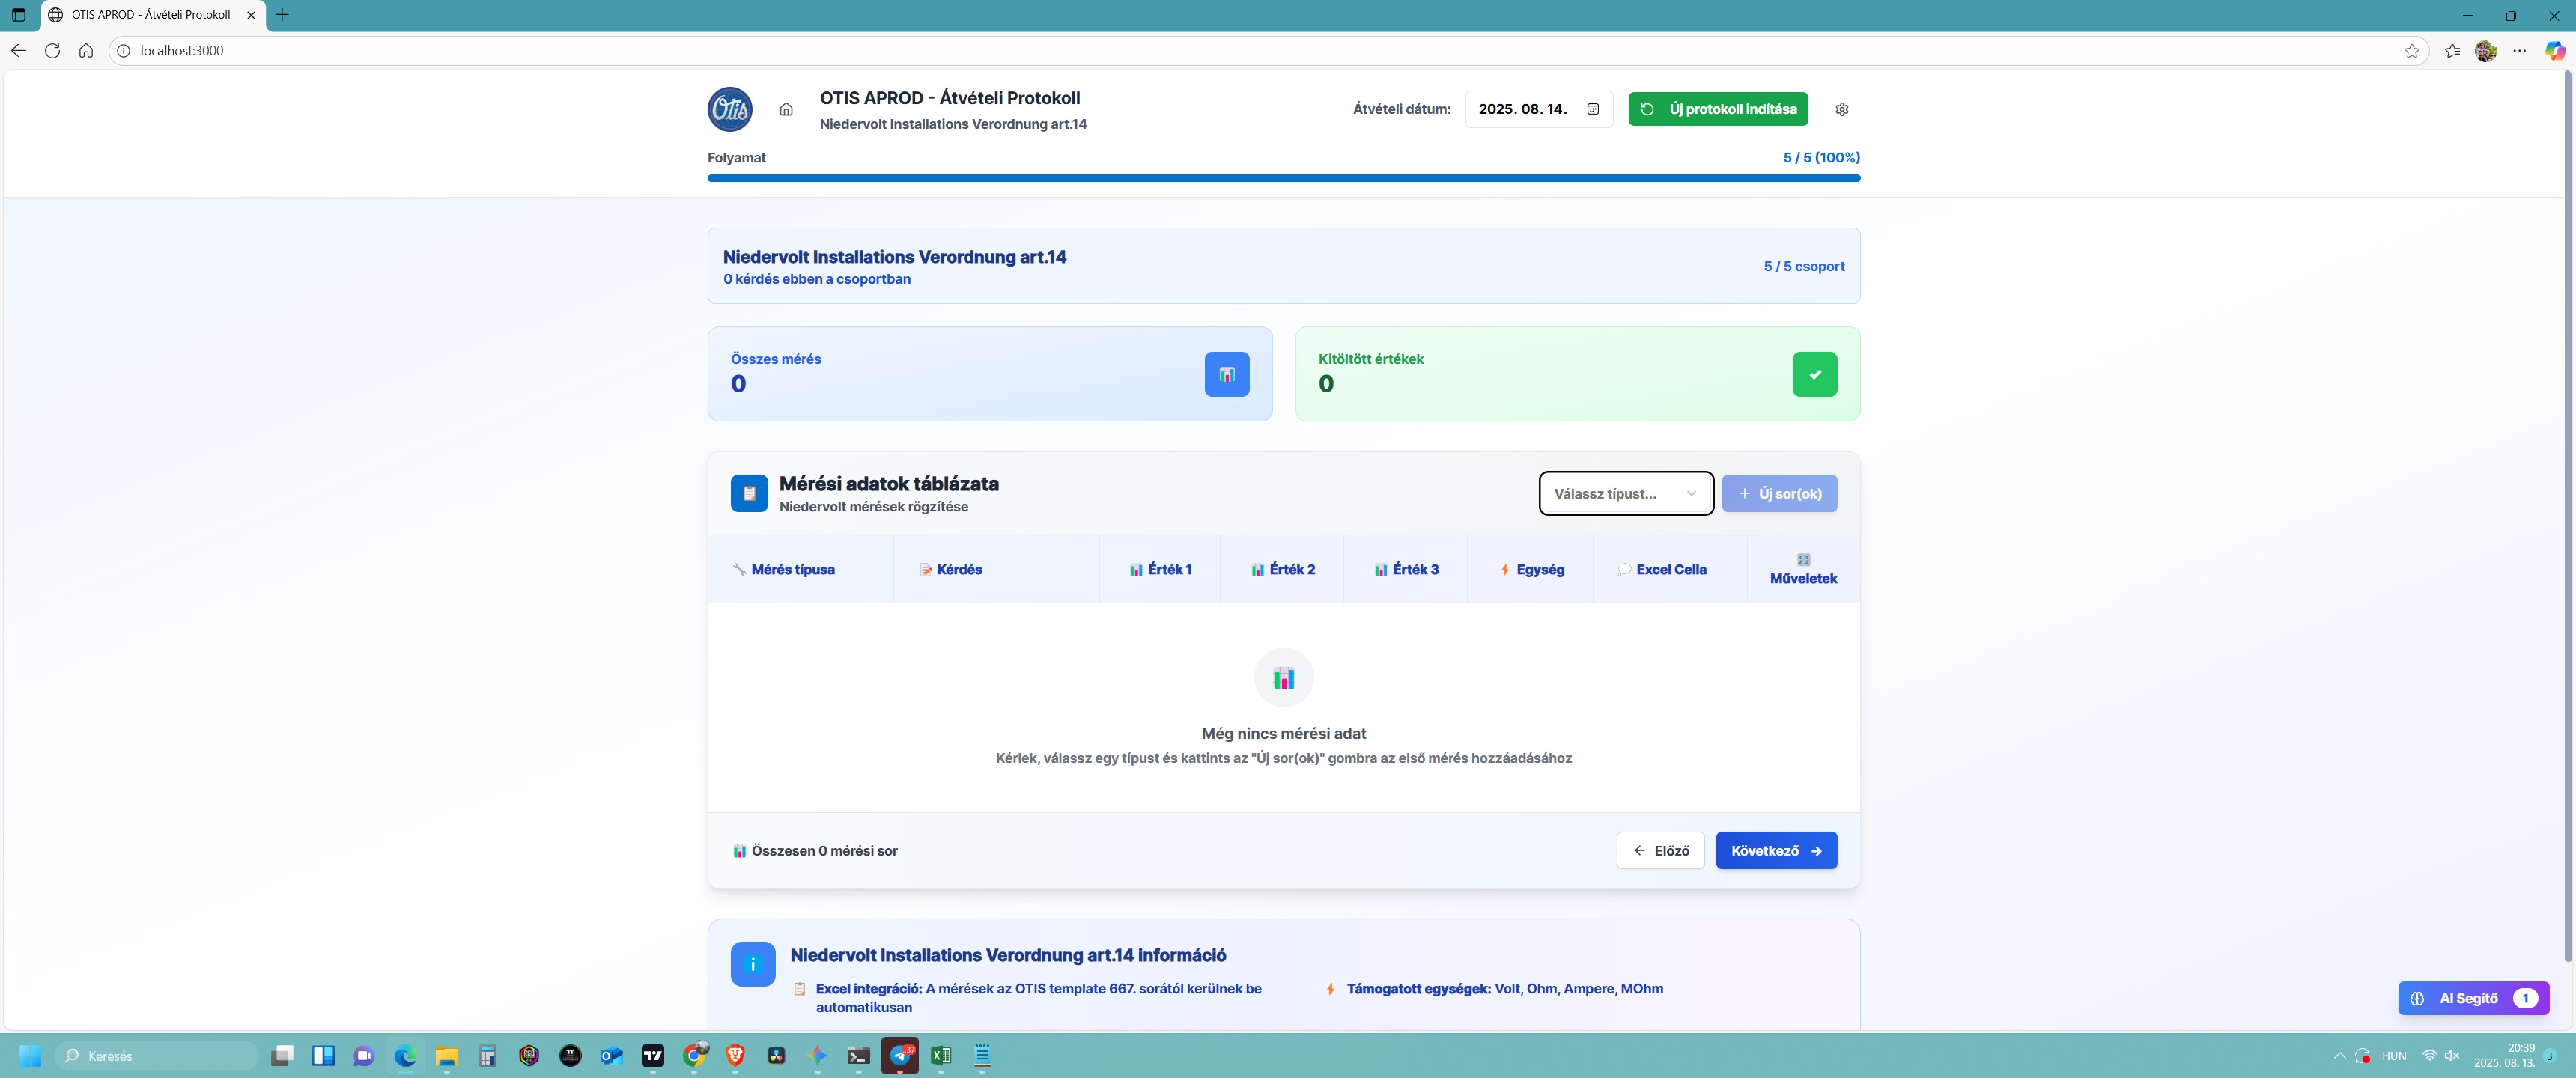 OTIS APROD - Átvételi Protokoll
localhost:3000
Otis
OTIS APROD - Átvételi Protokoll
Niedervolt Installations Verordnung art.14
Átvételi dátum:
2025. 08. 14.
Új protokoll indítása
Folyamat
5 / 5 (100%)
Niedervolt Installations Verordnung art.14
0 kérdés ebben a csoportban
5 / 5 csoport
Összes mérés
0
Kitöltött értékek
0
Mérési adatok táblázata
Niedervolt mérések rögzítése
Válassz típust...
Új sor(ok)
Mérés típusa
Kérdés
Érték 1
Érték 2
Érték 3
Egység
Excel Cella
Műveletek
Még nincs mérési adat
Kérlek, válassz egy típust és kattints az "Új sor(ok)" gombra az első mérés hozzáadásához
Összesen 0 mérési sor
Előző
Következő
Niedervolt Installations Verordnung art.14 információ
Excel integráció: A mérések az OTIS template 667. sorától kerülnek be
automatikusan
Támogatott egységek: Volt, Ohm, Ampere, MOhm
AI Segítő 1
Keresés
37
HUN
20:39
2025. 08. 13.
3